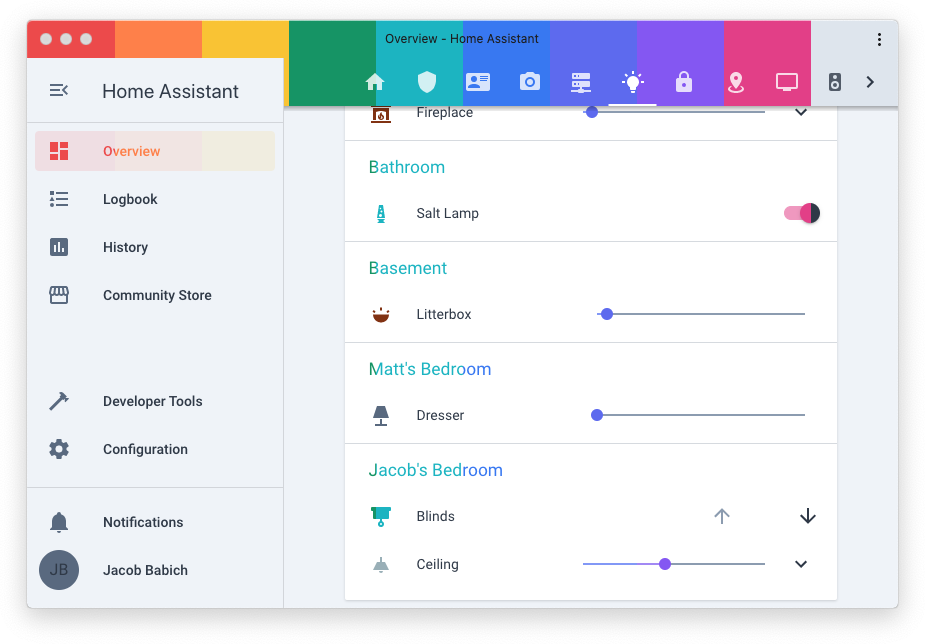 Overview - Home Assistant
Home Assistant
Overview
Logbook
History
Community Store
Developer Tools
Configuration
Notifications
JB
Jacob Babich
Fireplace
Bathroom
Salt Lamp
Basement
Litterbox
Matt's Bedroom
Dresser
Jacob's Bedroom
Blinds
Ceiling